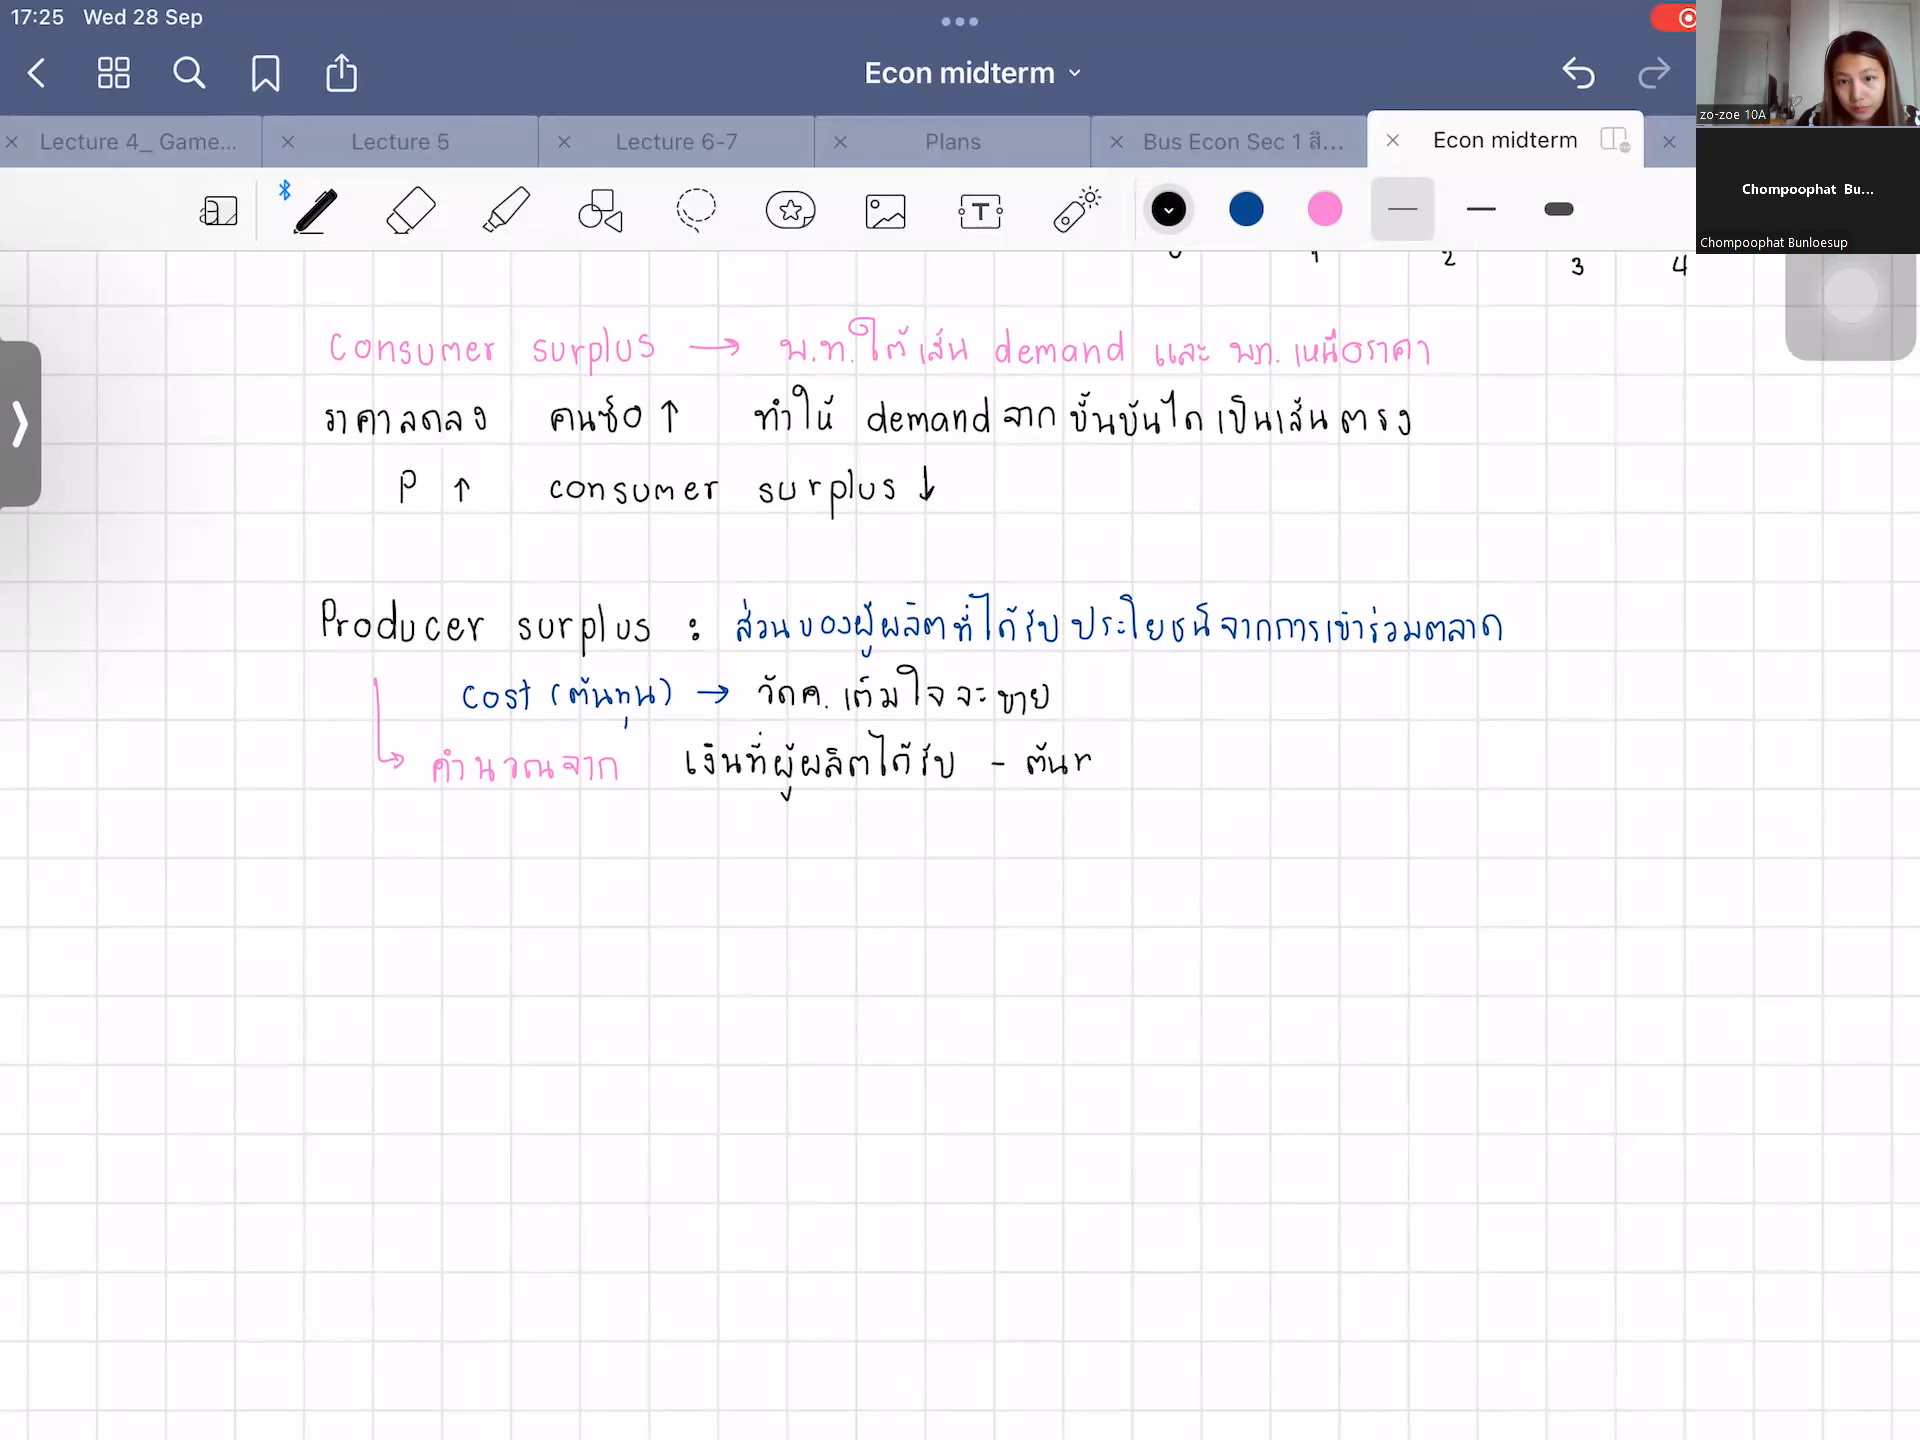 17:25 Wed 28 Sep
Econ midterm
zo-zoe 10A
Lecture 4_ Game...
Lecture 5
Lecture 6-7
Plans
Bus Econ Sec 1 สิ...
Econ midterm
Chompoophat Bu...
Chompoophat Bunloesup
1 2 3 4
Consumer surplus → พ.ท.ใต้เส้น demand และ พท. เหนือราคา
ราคาลดลง คนซื้อ ↑ ทำให้ demand จาก ขั้นบันได เป็นเส้นตรง
P ↑ consumer surplus ↓
Producer surplus : ส่วนของผู้ผลิตที่ได้รับประโยชน์จากการเข้าร่วมตลาด
Cost (ต้นทุน) → วัดค. เต็มใจจะขาย
คำนวณจาก เงินที่ผู้ผลิตได้รับ - ต้น